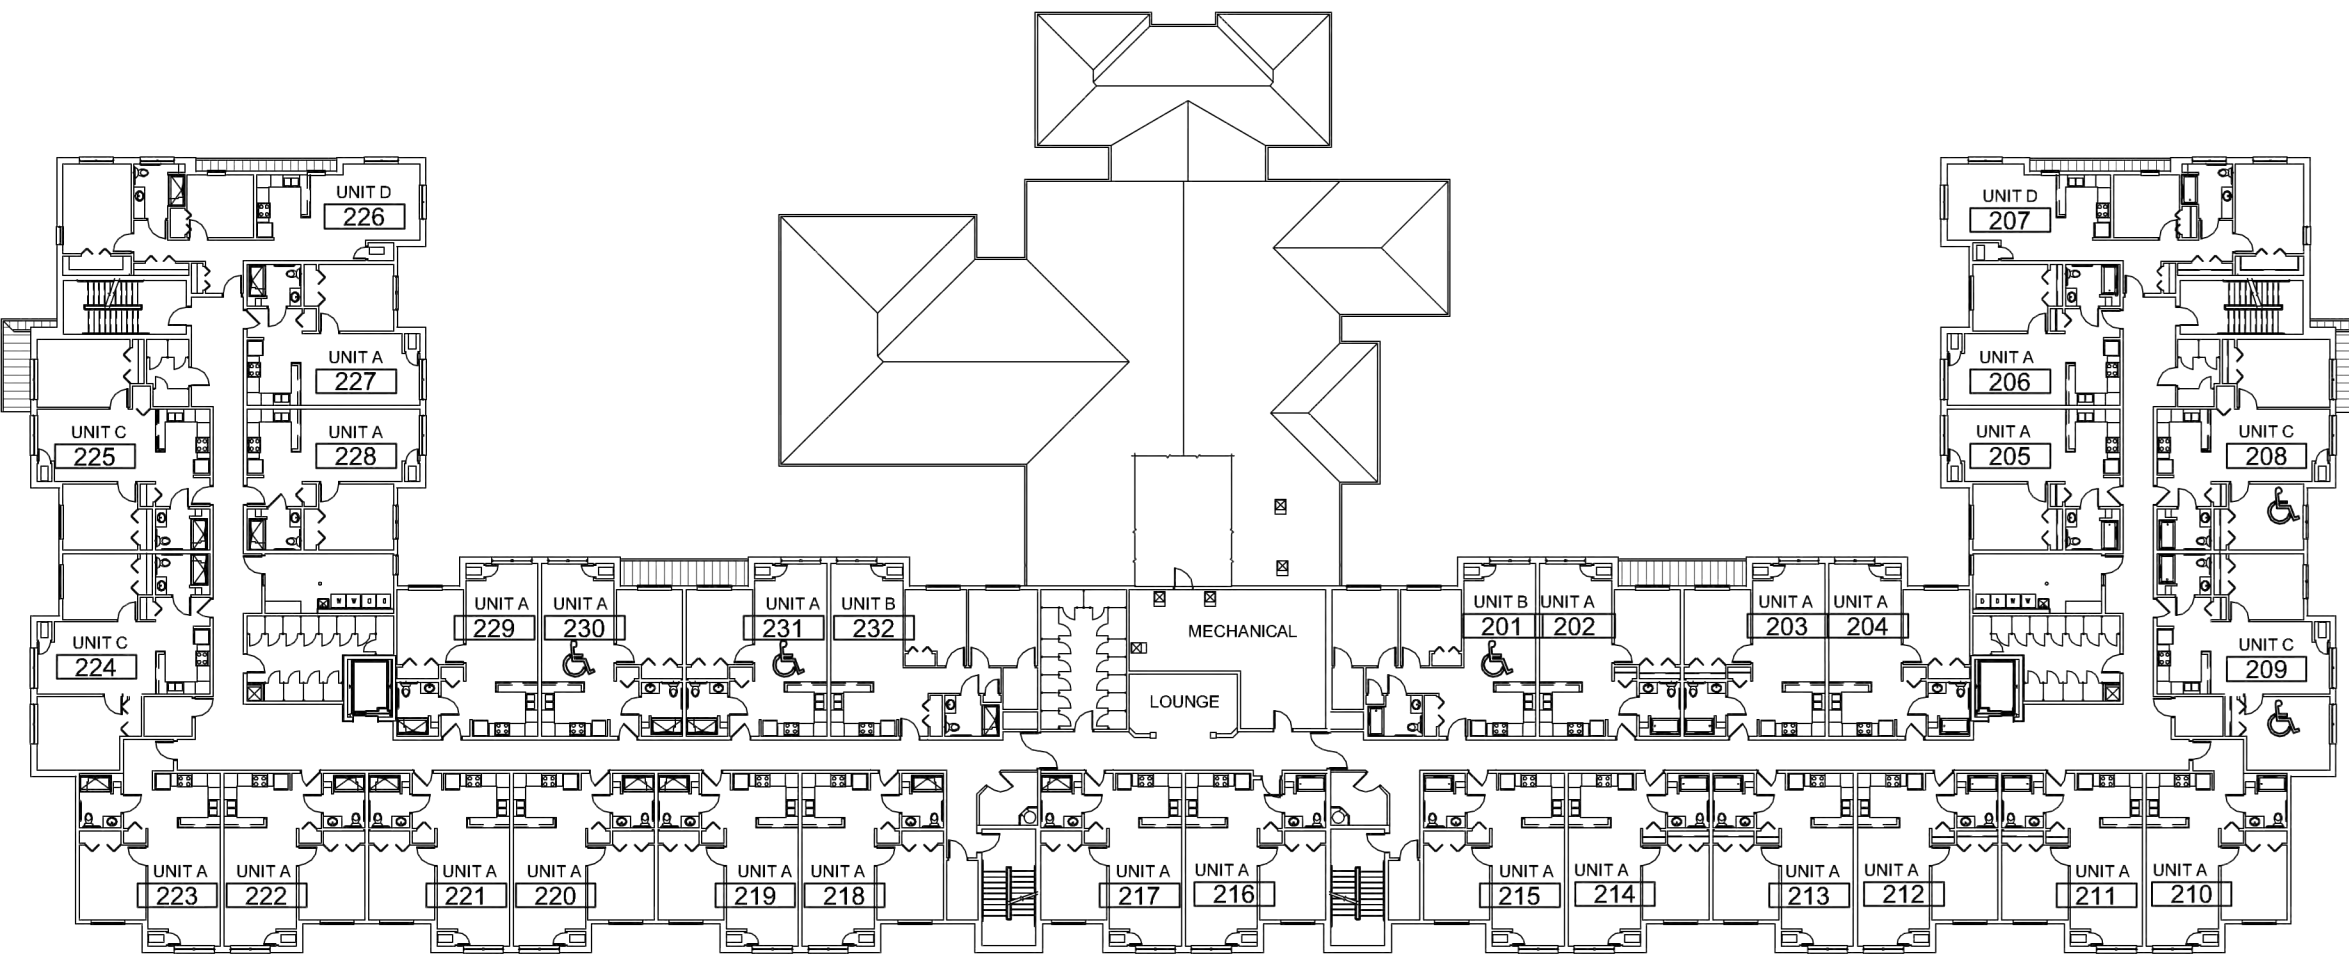 UNIT D
226
UNIT D
207
UNIT A
227
UNIT A
206
UNIT C
225
UNIT A
228
UNIT A
205
UNIT C
208
UNIT A
229
UNIT A
230
UNIT A
231
UNIT B
232
MECHANICAL
LOUNGE
UNIT B
201
UNIT A
202
UNIT A
203
UNIT A
204
UNIT C
224
UNIT C
209
UNIT A
223
UNIT A
222
UNIT A
221
UNIT A
220
UNIT A
219
UNIT A
218
UNIT A
217
UNIT A
216
UNIT A
215
UNIT A
214
UNIT A
213
UNIT A
212
UNIT A
211
UNIT A
210